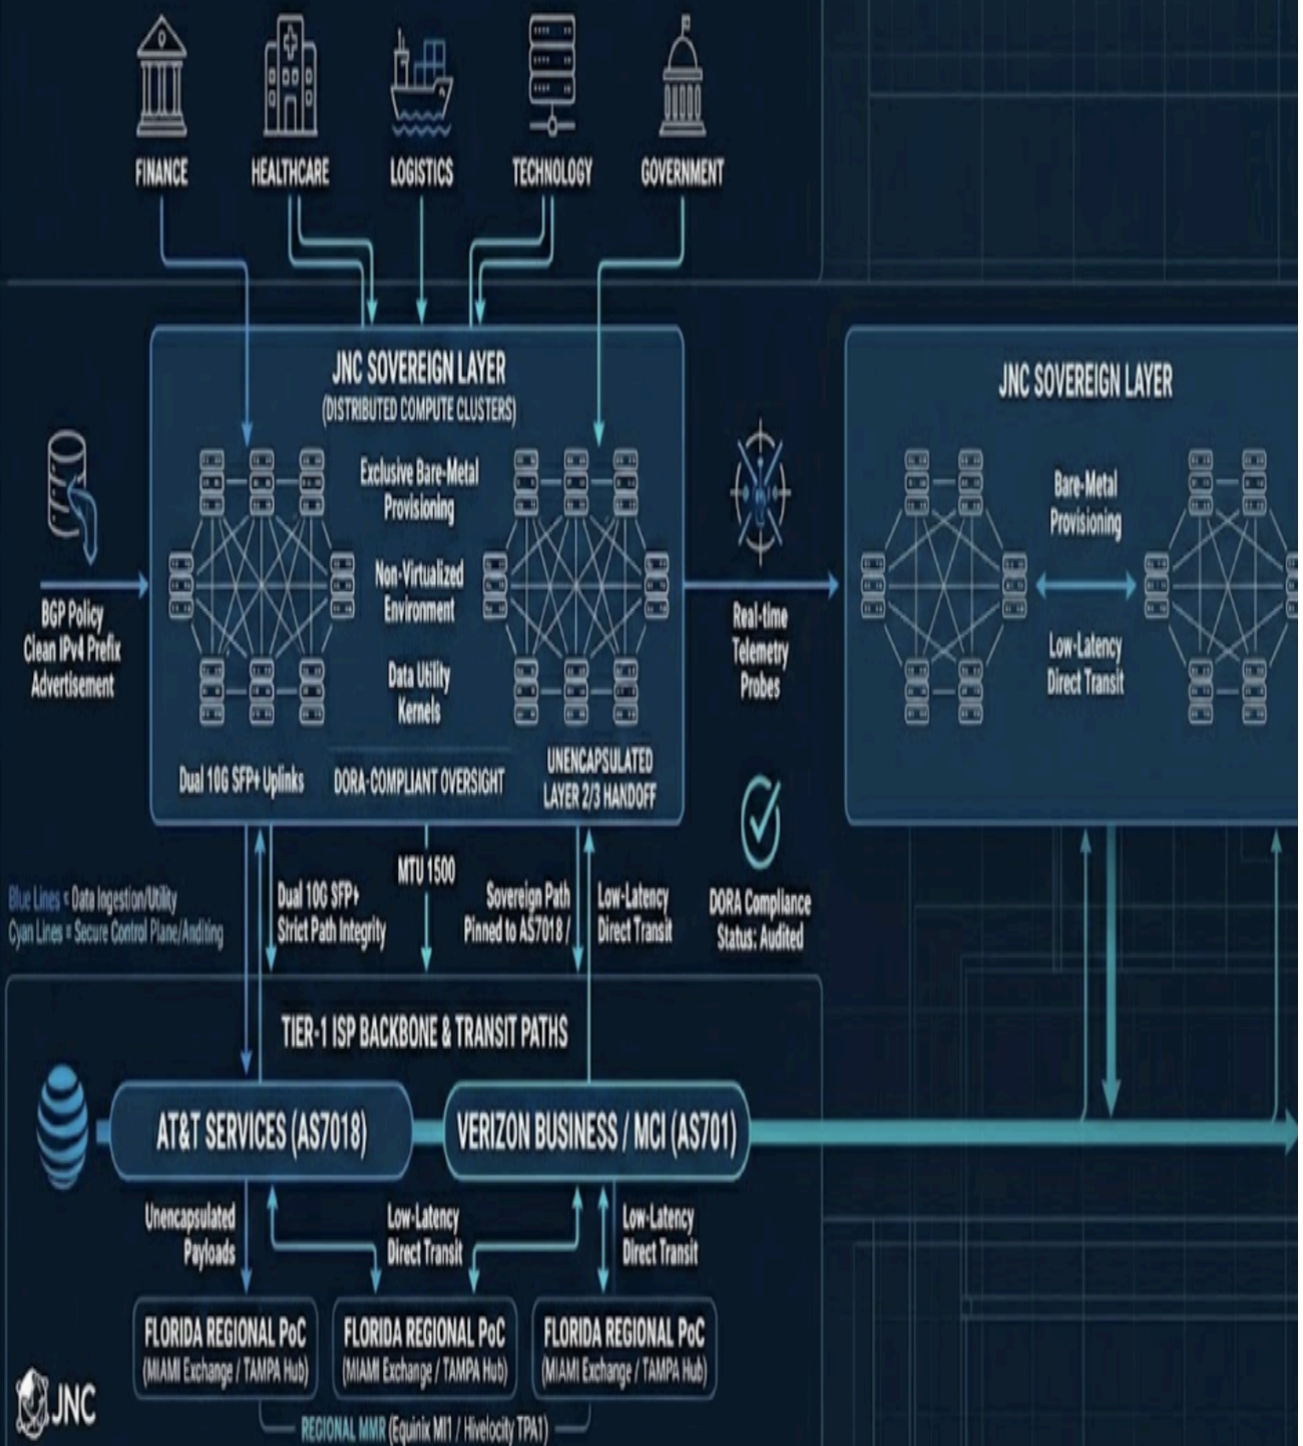 FINANCE
HEALTHCARE
LOGISTICS
TECHNOLOGY
GOVERNMENT
JNC SOVEREIGN LAYER
(DISTRIBUTED COMPUTE CLUSTERS)
Exclusive Bare-Metal
Provisioning
Non-Virtualized
Environment
Data Utility
Kernels
Dual 10G SFP+ Uplinks
DORA-COMPLIANT OVERSIGHT
UNENCAPSULATED
LAYER 2/3 HANDOFF
BGP Policy
Clean IPv4 Prefix
Advertisement
Real-time
Telemetry
Probes
JNC SOVEREIGN LAYER
Bare-Metal
Provisioning
Low-Latency
Direct Transit
DORA Compliance
Status: Audited
Blue Lines = Data Ingestion/Utility
Cyan Lines = Secure Control Plane/Auditing
Dual 10G SFP+
Strict Path Integrity
MTU 1500
Sovereign Path
Pinned to AS7018 /
Low-Latency
Direct Transit
TIER-1 ISP BACKBONE & TRANSIT PATHS
AT&T SERVICES (AS7018)
VERIZON BUSINESS / MCI (AS701)
Unencapsulated
Payloads
Low-Latency
Direct Transit
Low-Latency
Direct Transit
FLORIDA REGIONAL PoC
(MIAMI Exchange / TAMPA Hub)
FLORIDA REGIONAL PoC
(MIAMI Exchange / TAMPA Hub)
FLORIDA REGIONAL PoC
(MIAMI Exchange / TAMPA Hub)
REGIONAL MMR (Equinix MI1 / Hivelocity TPA1)
JNC